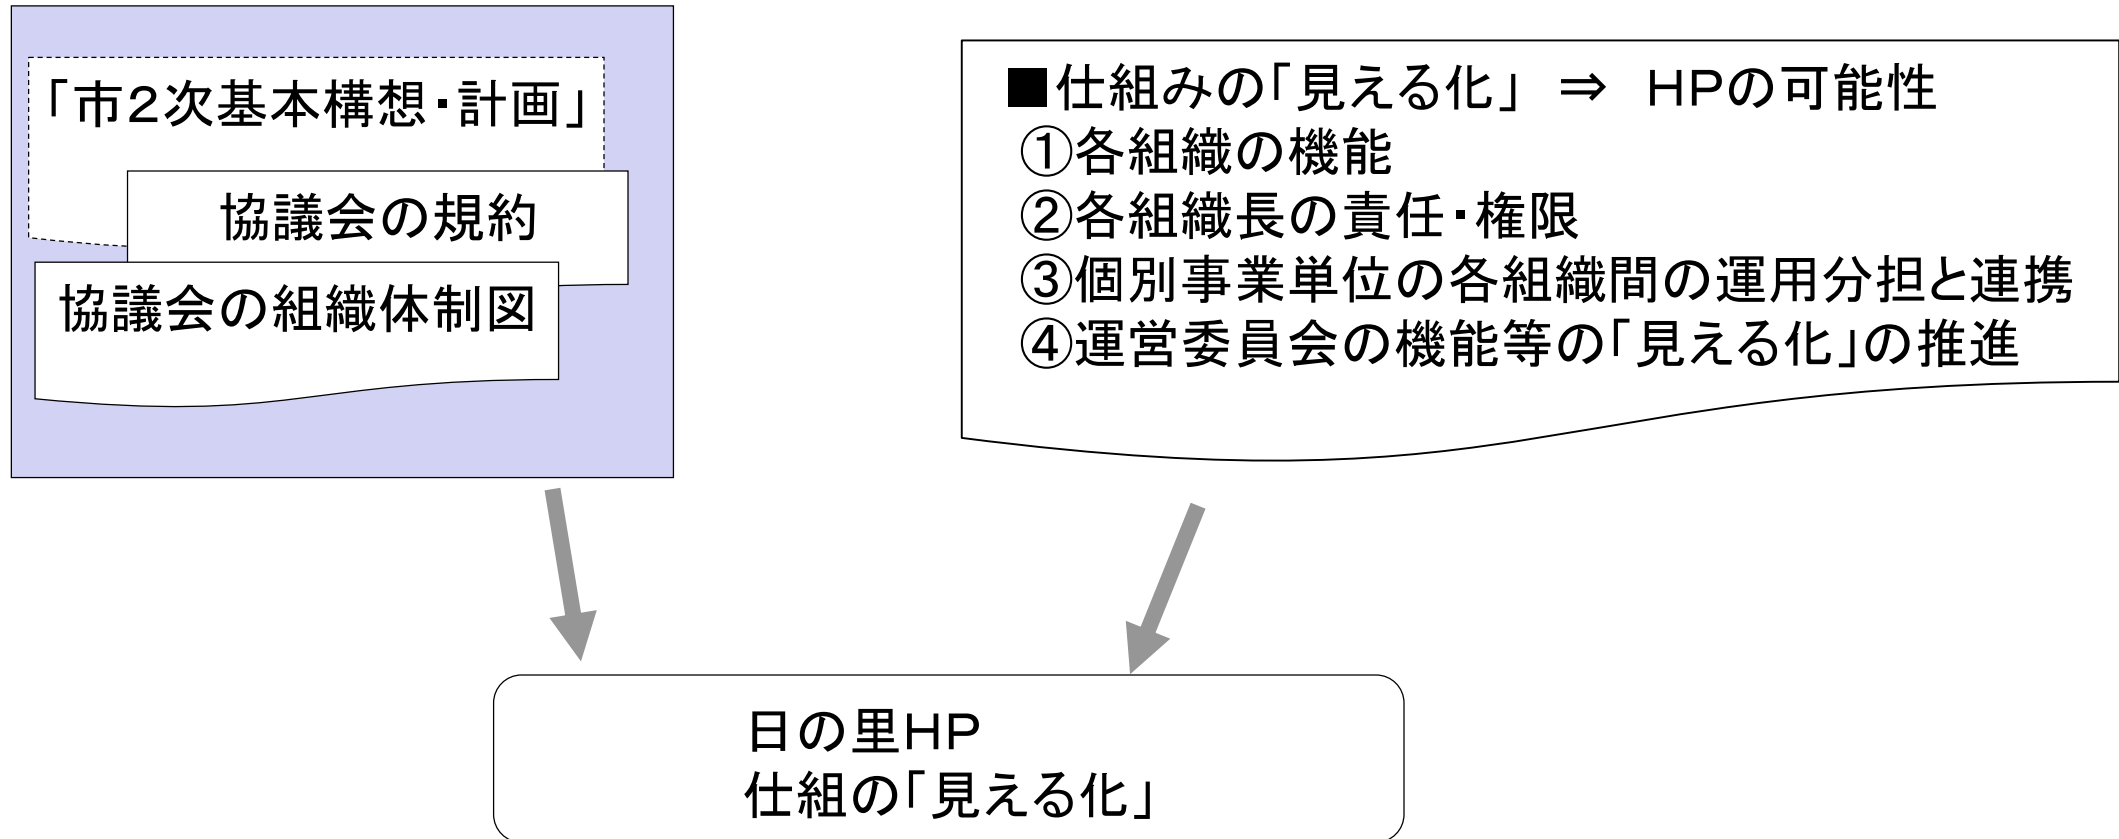 「市２次基本構想・計画」
協議会の規約
協議会の組織体制図
■仕組みの「見える化」 ⇒ HPの可能性
①各組織の機能
②各組織長の責任・権限
③個別事業単位の各組織間の運用分担と連携
④運営委員会の機能等の「見える化」の推進
日の里HP
仕組の「見える化」